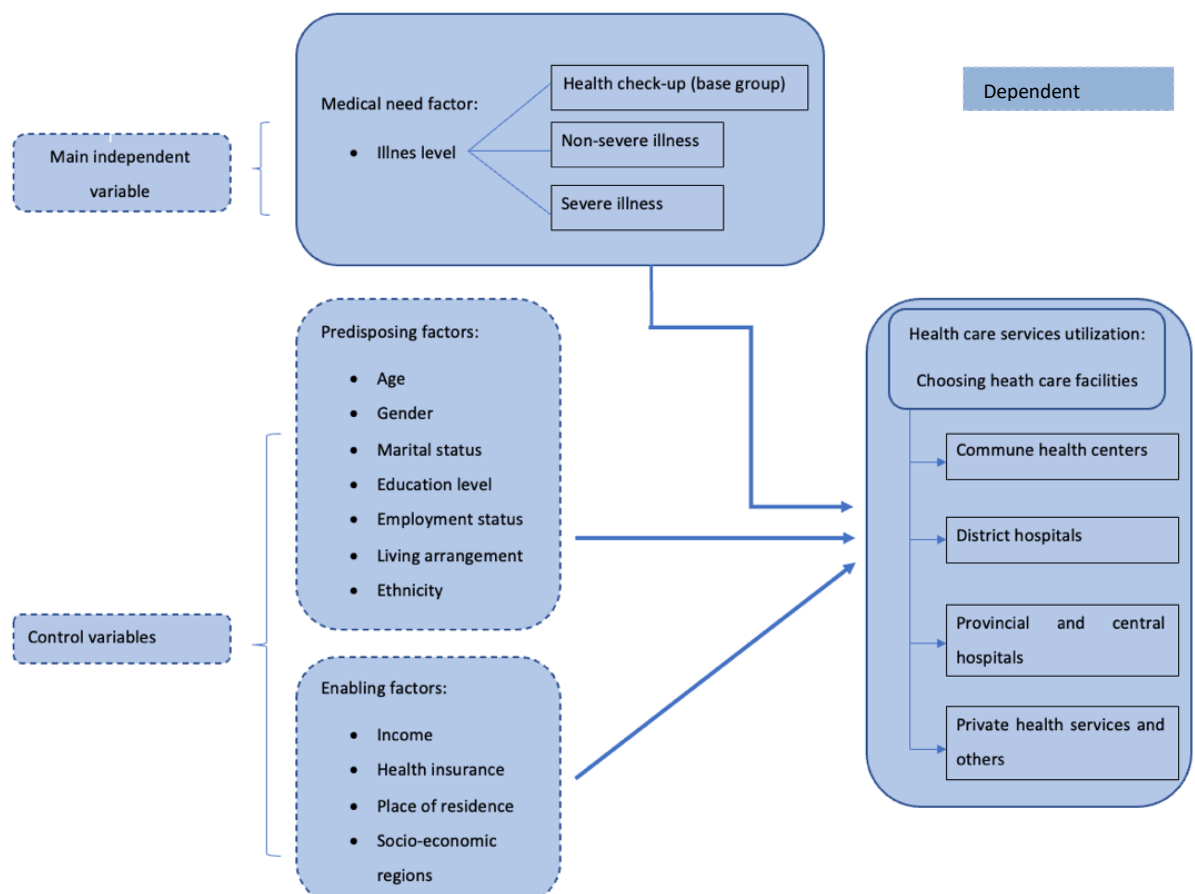 Health check-up (base group)
Dependent
Medical need factor:
Non-severe illness
• Illnes level
Main independent
variable
Severe illness
Predisposing factors:
• Age
• Gender
• Marital status
• Education level
• Employment status
• Living arrangement
• Ethnicity
Health care services utilization:
Choosing heath care facilities
Commune health centers
District hospitals
Provincial and central
hospitals
Private health services and
others
Control variables
Enabling factors:
• Income
• Health insurance
• Place of residence
• Socio-economic
regions